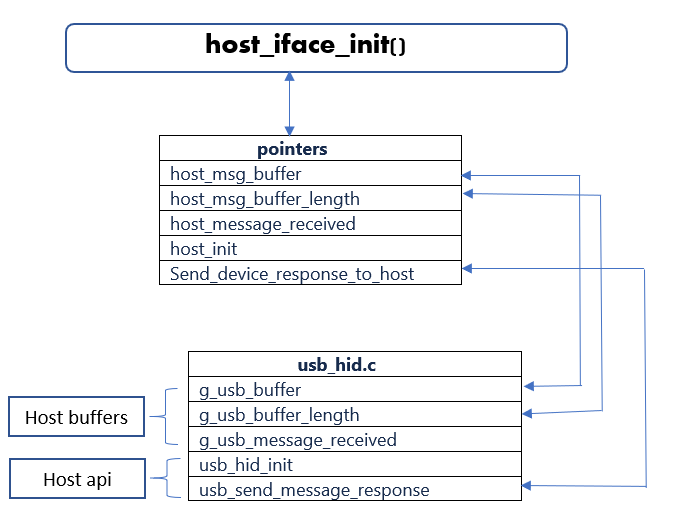 host_iface_init()
pointers
host_msg_buffer
host_msg_buffer_length
host_message_received
host_init
Send_device_response_to_host
usb_hid.c
g_usb_buffer
g_usb_buffer_length
g_usb_message_received
usb_hid_init
usb_send_message_response
Host buffers
Host api